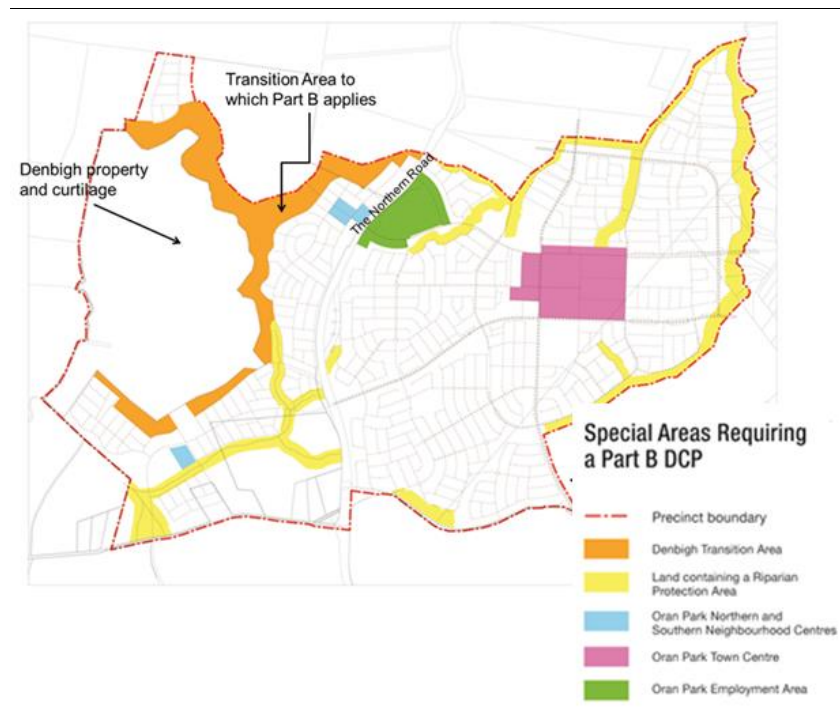 Transition Area to
which Part B applies
Denbigh property
and curtilage
The Northern Road
Special Areas Requiring
a Part B DCP
Precinct boundary
Denbigh Transition Area
Land containing a Riparian
Protection Area
Oran Park Northern and
Southern Neighbourhood Centres
Oran Park Town Centre
Oran Park Employment Area